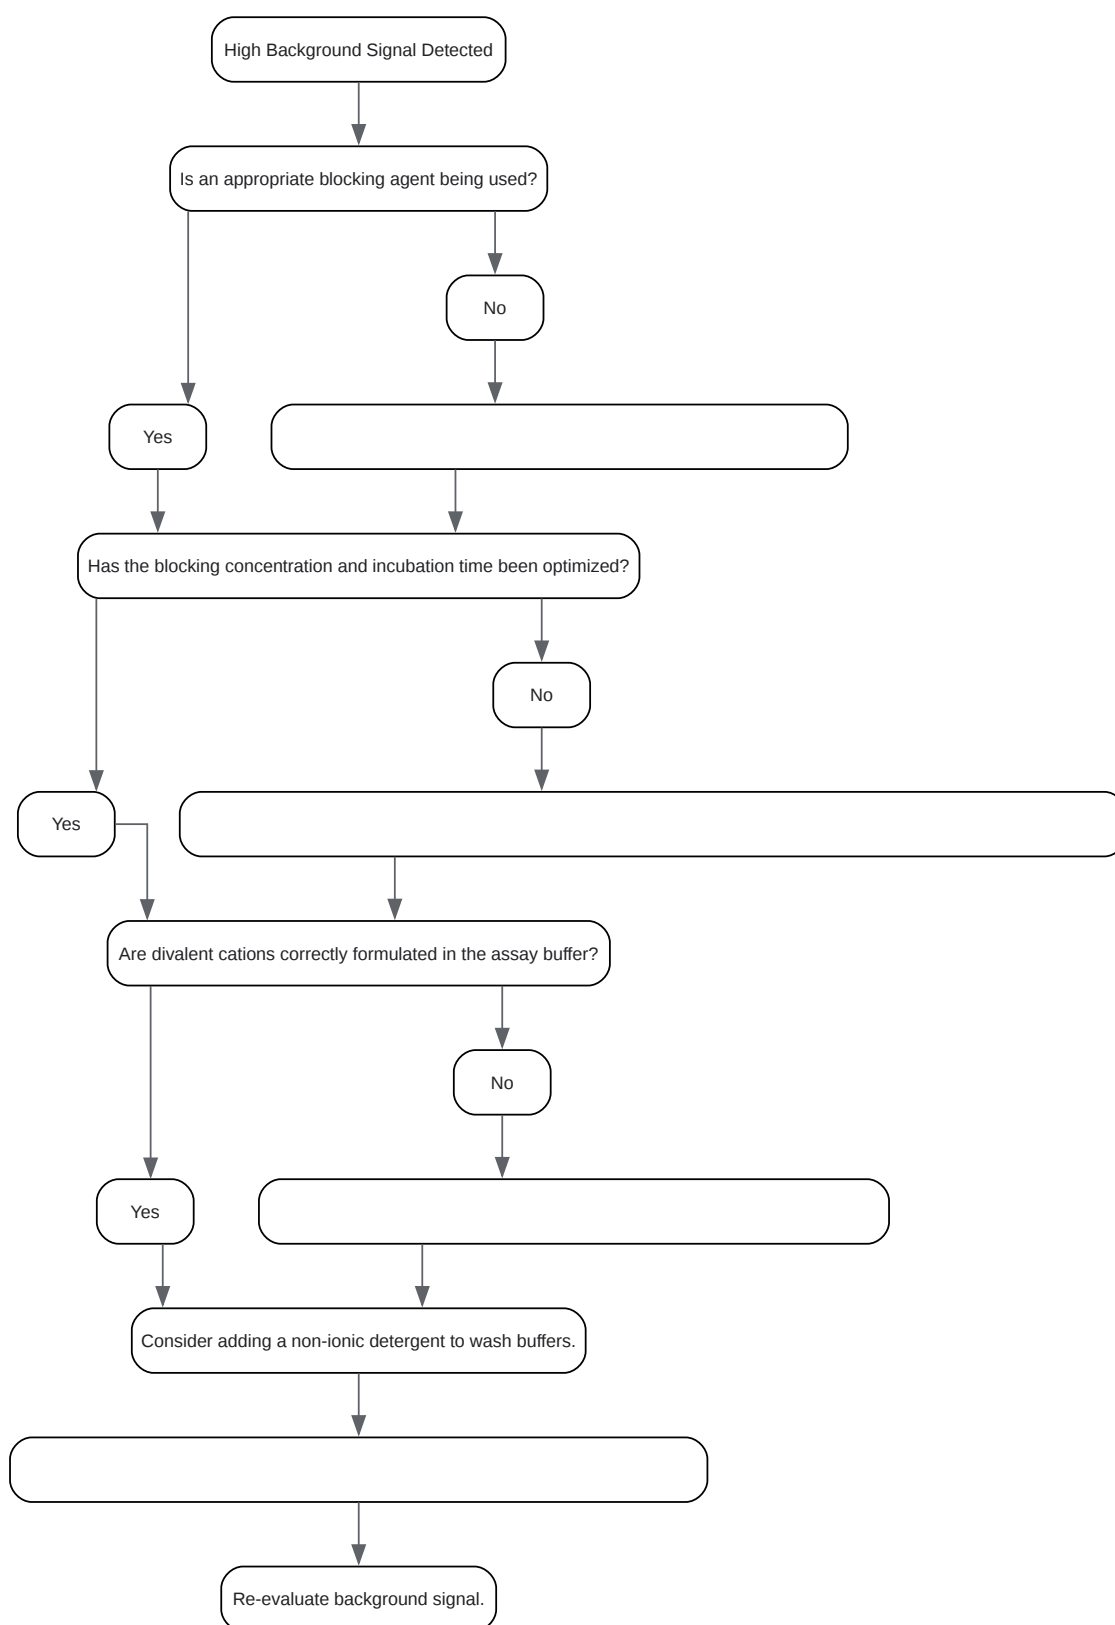 High Background Signal Detected
Is an appropriate blocking agent being used?
No
Yes
Has the blocking concentration and incubation time been optimized?
No
Yes
Are divalent cations correctly formulated in the assay buffer?
No
Yes
Consider adding a non-ionic detergent to wash buffers.
Re-evaluate background signal.